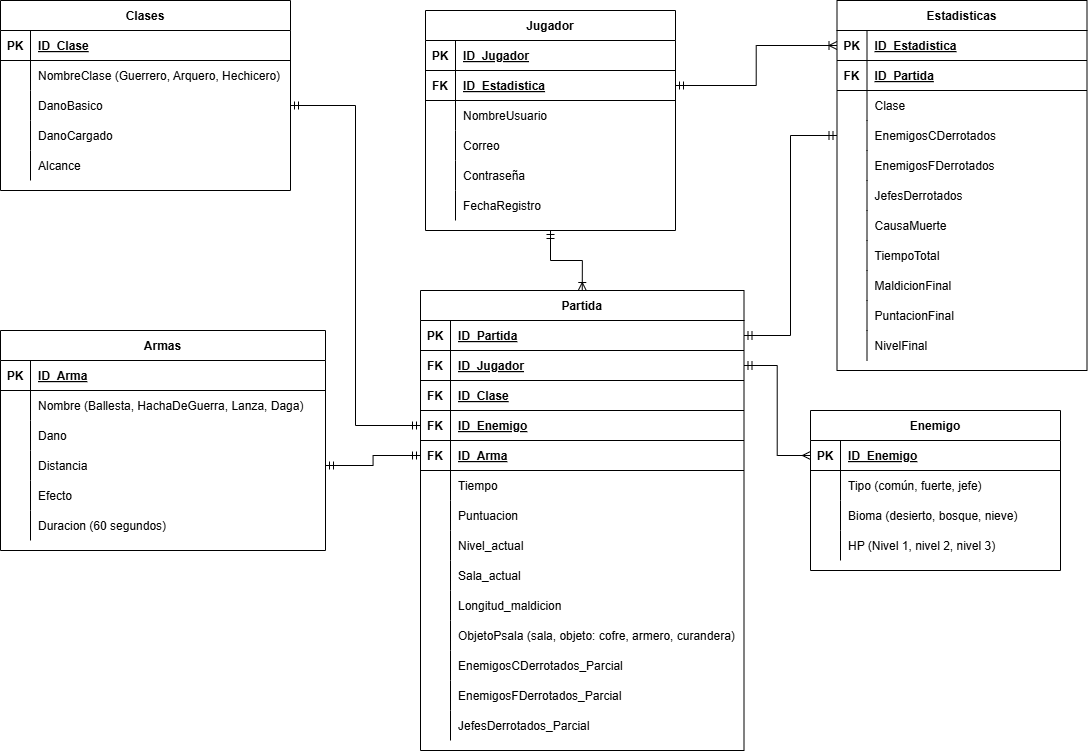 Clases
PK ID_Clase
NombreClase (Guerrero, Arquero, Hechicero)
DanoBasico
DanoCargado
Alcance
Jugador
PK ID_Jugador
FK ID_Estadistica
NombreUsuario
Correo
Contraseña
FechaRegistro
Estadisticas
PK ID_Estadistica
FK ID_Partida
Clase
EnemigosCDerrotados
EnemigosFDerrotados
JefesDerrotados
CausaMuerte
TiempoTotal
MaldicionFinal
PuntacionFinal
NivelFinal
Armas
PK ID_Arma
Nombre (Ballesta, HachaDeGuerra, Lanza, Daga)
Dano
Distancia
Efecto
Duracion (60 segundos)
Partida
PK ID_Partida
FK ID_Jugador
FK ID_Clase
FK ID_Enemigo
FK ID_Arma
Tiempo
Puntuacion
Nivel_actual
Sala_actual
Longitud_maldicion
ObjetoPsala (sala, objeto: cofre, armero, curandera)
EnemigosCDerrotados_Parcial
EnemigosFDerrotados_Parcial
JefesDerrotados_Parcial
Enemigo
PK ID_Enemigo
Tipo (común, fuerte, jefe)
Bioma (desierto, bosque, nieve)
HP (Nivel 1, nivel 2, nivel 3)